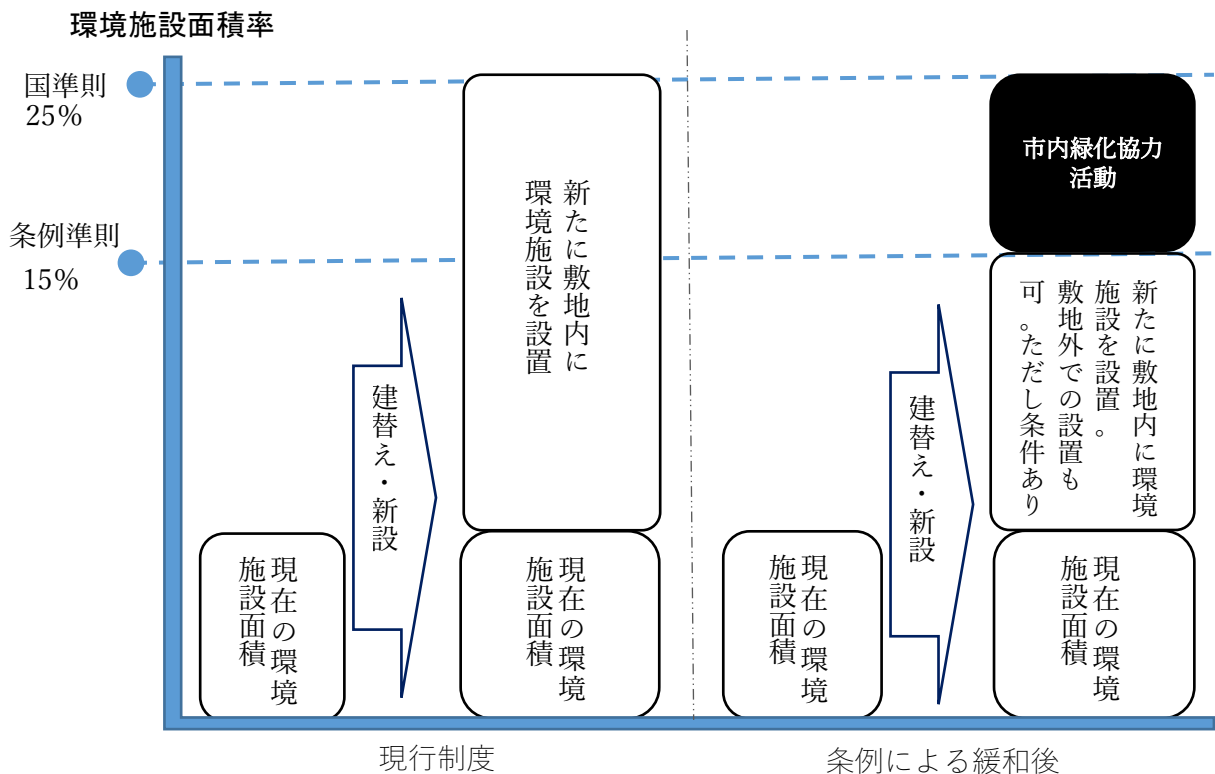 環境施設面積率
国準則
25%
条例準則
15%
現在の環境
施設面積
建替え・新設
新たに敷地内に
環境施設を設置
現在の環境
施設面積
現在の環境
施設面積
建替え・新設
市内緑化協力
活動
新たに敷地内に環境
施設を設置。
敷地外での設置も
可。ただし条件あり
現在の環境
施設面積
現行制度
条例による緩和後